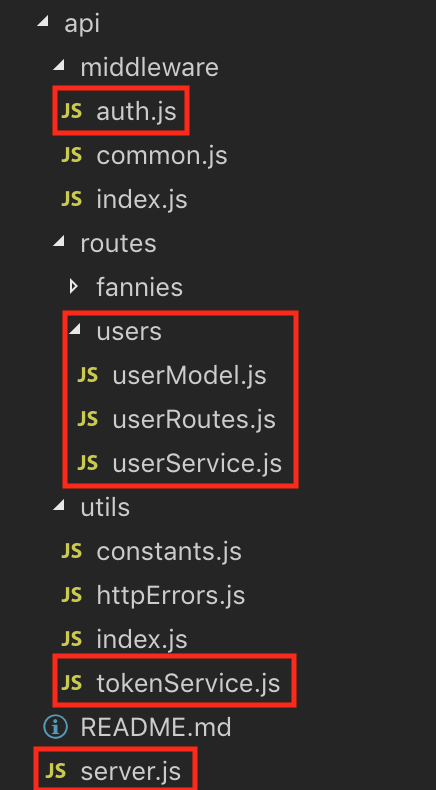 api
middleware
JS auth.js
JS common.js
JS index.js
routes
fannies
users
JS userModel.js
JS userRoutes.js
JS userService.js
utils
JS constants.js
JS httpErrors.js
JS index.js
JS tokenService.js
README.md
JS server.js